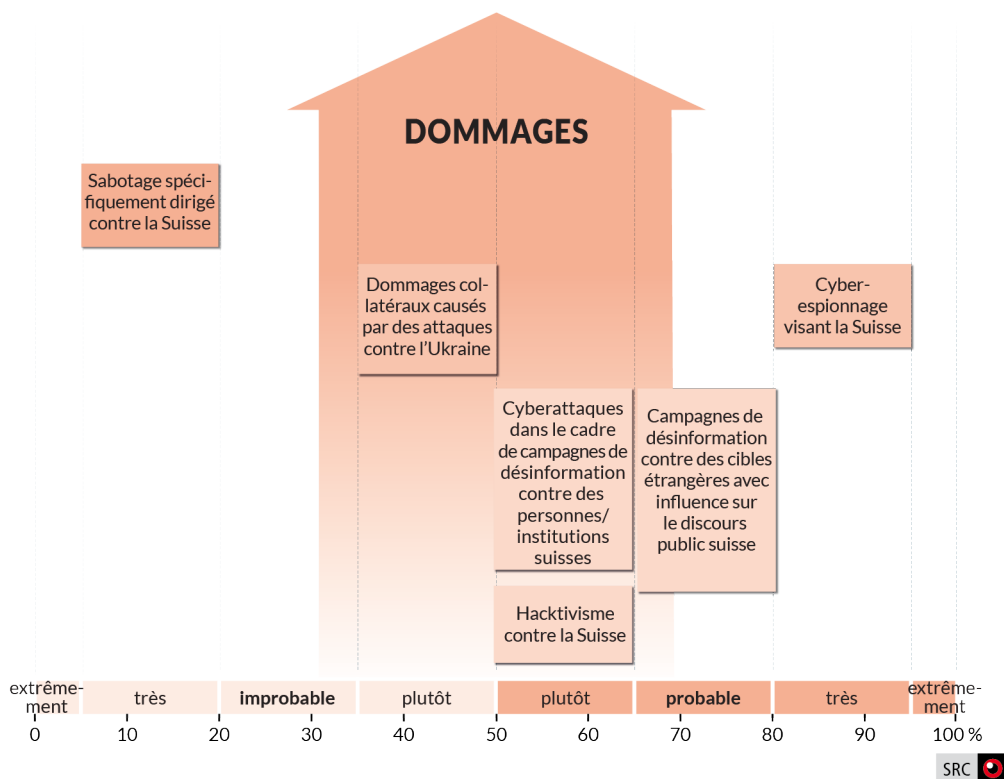 DOMMAGES
Sabotage spéci-
fiquement dirigé
contre la Suisse
Dommages col-
latéraux causés
par des attaques
contre l'Ukraine
Cyber-
espionnage
visant la Suisse
Cyberattaques
dans le cadre
de campagnes de
désinformation
contre des
personnes/
institutions
suisses
Campagnes de
désinformation
contre des cibles
étrangères avec
influence sur
le discours
public suisse
Hacktivisme
contre la Suisse
extrême-
ment
très
improbable
plutôt
plutôt
probable
très
extrême-
ment
0 10 20 30 40 50 60 70 80 90 100 %
SRC